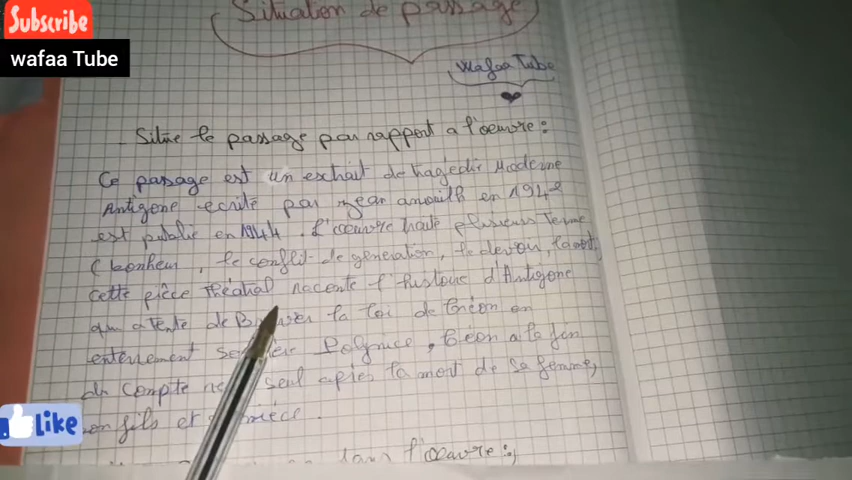 Situation de passage
Subscribe
wafaa Tube
wafaa Tube
Situe le passage par rapport a l'oeuvre :
Ce passage est un exctrait de tragédie Moderne
Antigone ecrite par jean anouilh en 1942
est publié en 1944. l'oeuvre traite plusieurs Terme
(bonheur, le conflit de génération, le devoir, la mort,
cette pièce théatral raconte l'histoire d'Antigone
qui a tenté de la loi de Créon en
enterrement Polynice, Créon a la fin
du compte seul après la mort de sa femme,
son fils et nièce.
Like
dans l'oeuvre :